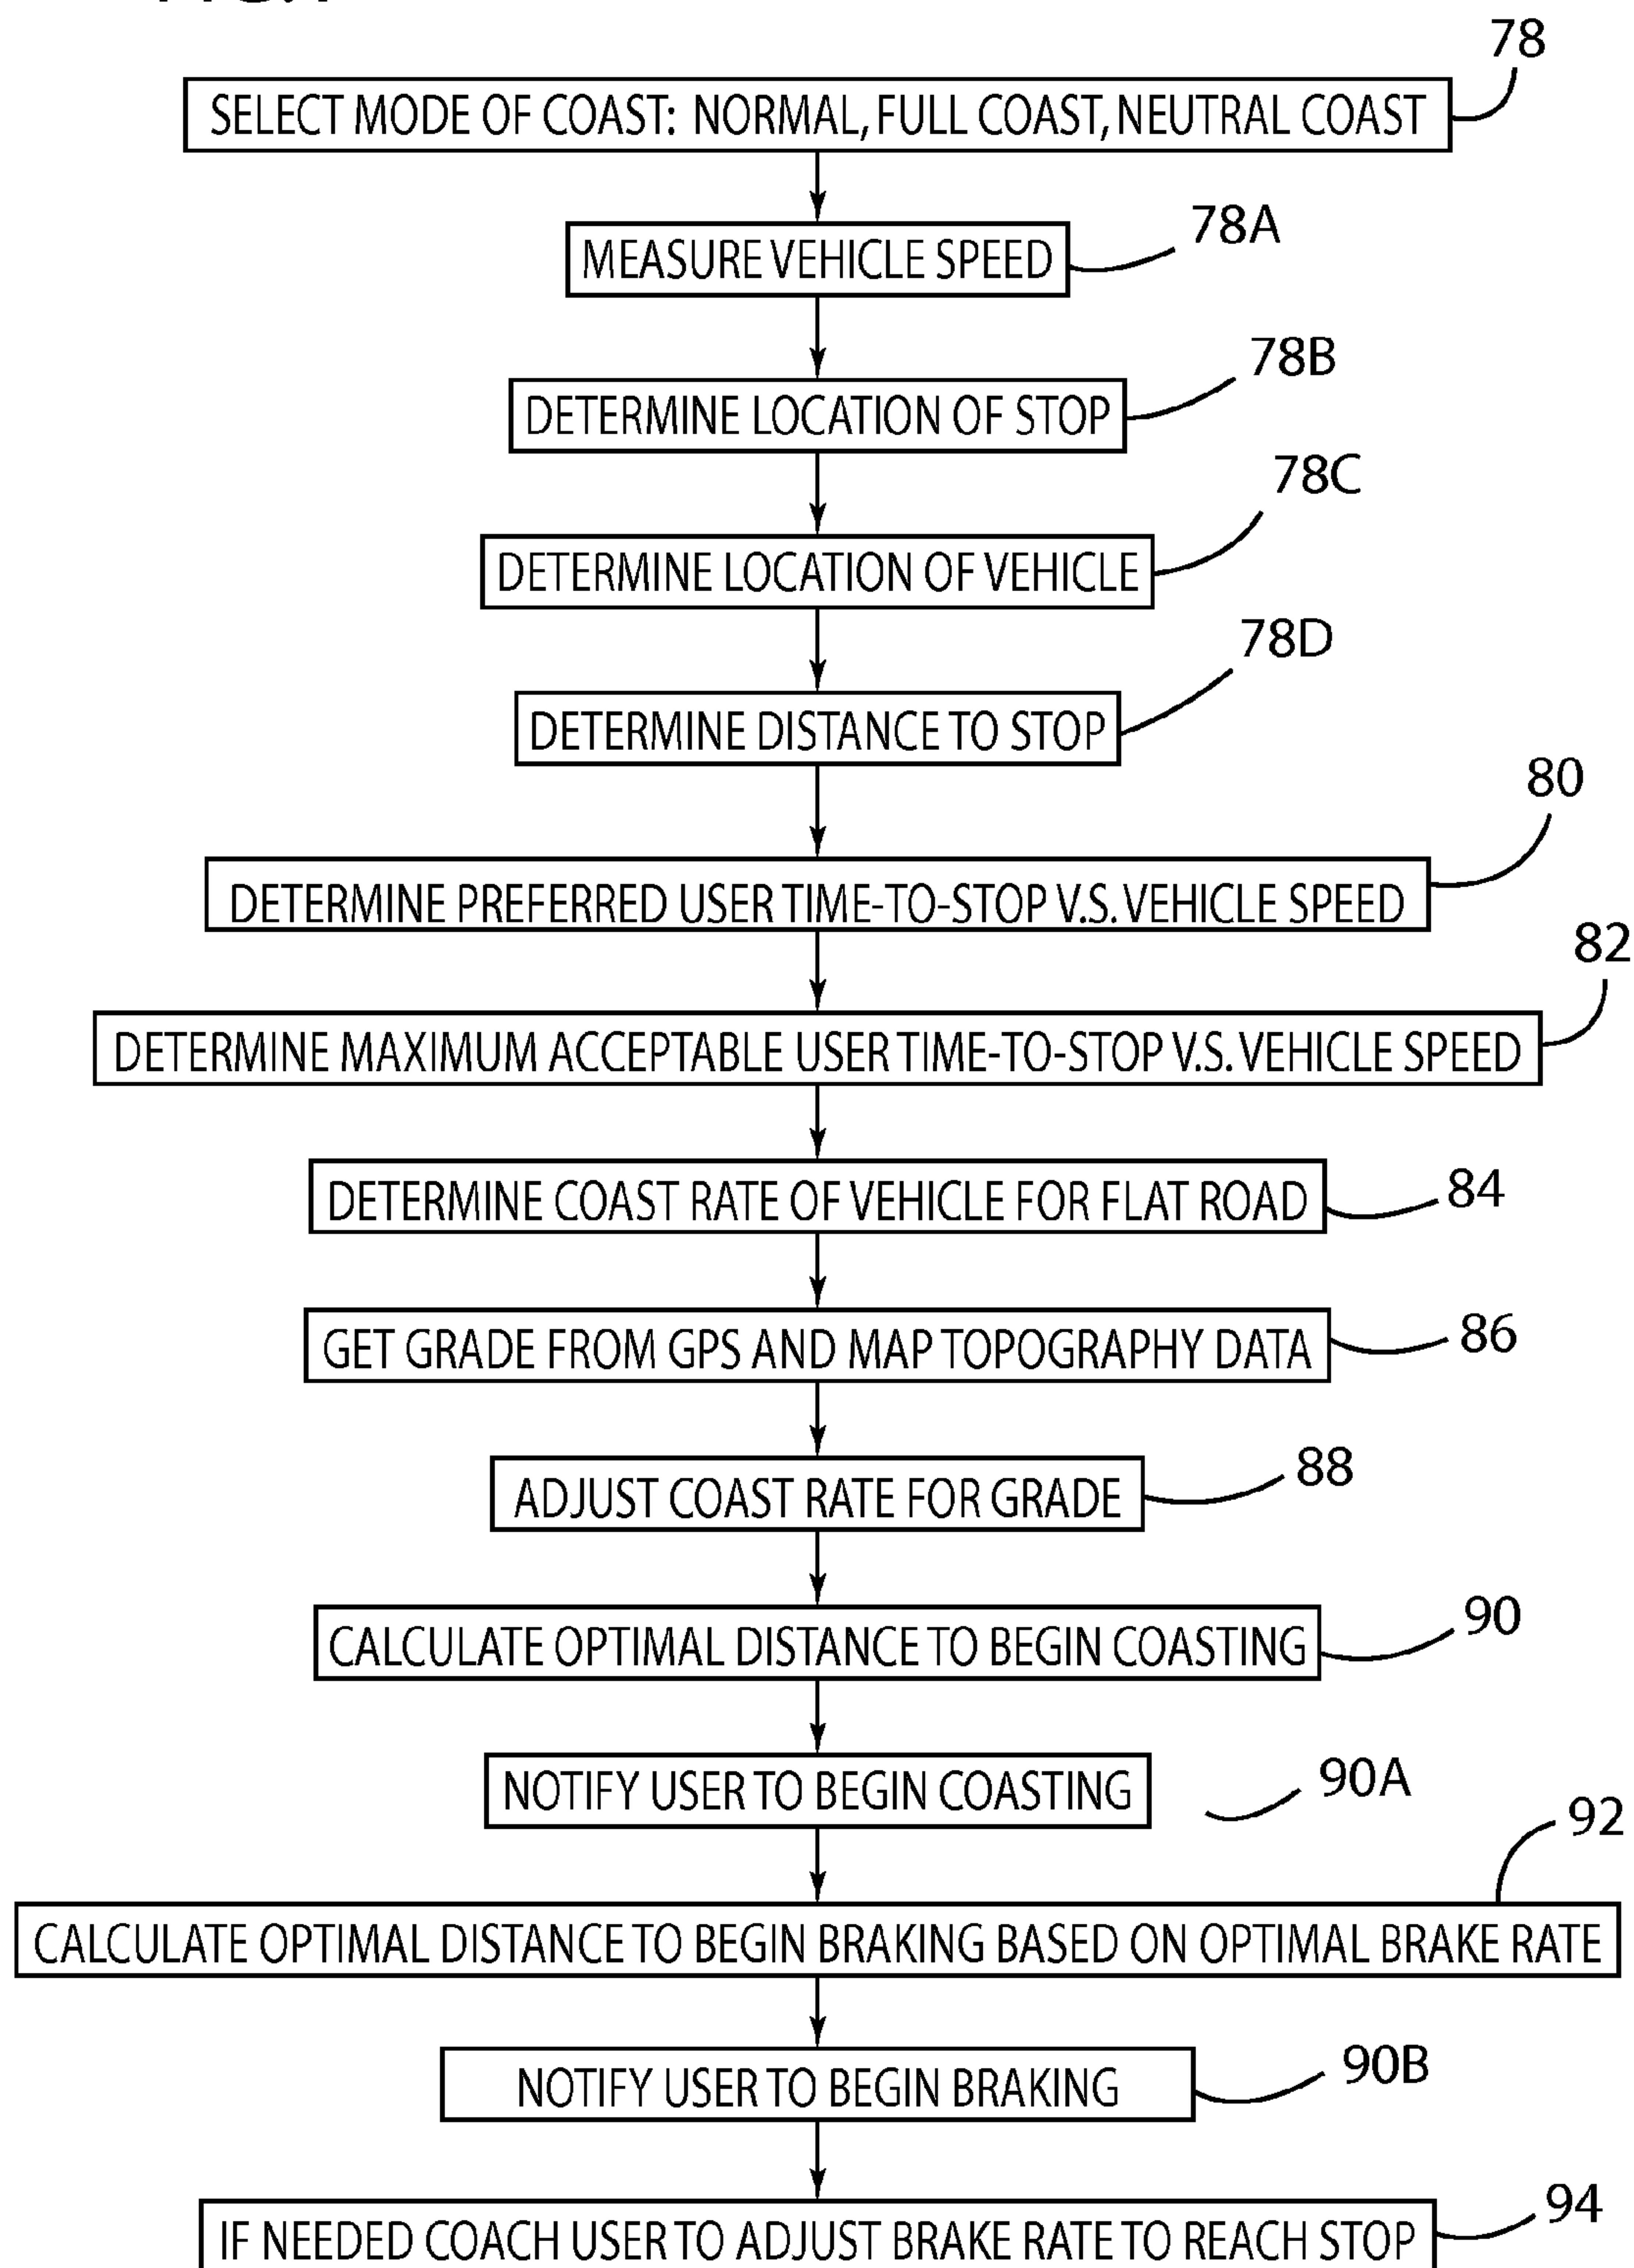 78
SELECT MODE OF COAST: NORMAL, FULL COAST, NEUTRAL COAST
78A
MEASURE VEHICLE SPEED
78B
DETERMINE LOCATION OF STOP
78C
DETERMINE LOCATION OF VEHICLE
78D
DETERMINE DISTANCE TO STOP
80
DETERMINE PREFERRED USER TIME-TO-STOP V.S. VEHICLE SPEED
82
DETERMINE MAXIMUM ACCEPTABLE USER TIME-TO-STOP V.S. VEHICLE SPEED
84
DETERMINE COAST RATE OF VEHICLE FOR FLAT ROAD
86
GET GRADE FROM GPS AND MAP TOPOGRAPHY DATA
88
ADJUST COAST RATE FOR GRADE
90
CALCULATE OPTIMAL DISTANCE TO BEGIN COASTING
90A
NOTIFY USER TO BEGIN COASTING
92
CALCULATE OPTIMAL DISTANCE TO BEGIN BRAKING BASED ON OPTIMAL BRAKE RATE
90B
NOTIFY USER TO BEGIN BRAKING
94
IF NEEDED COACH USER TO ADJUST BRAKE RATE TO REACH STOP